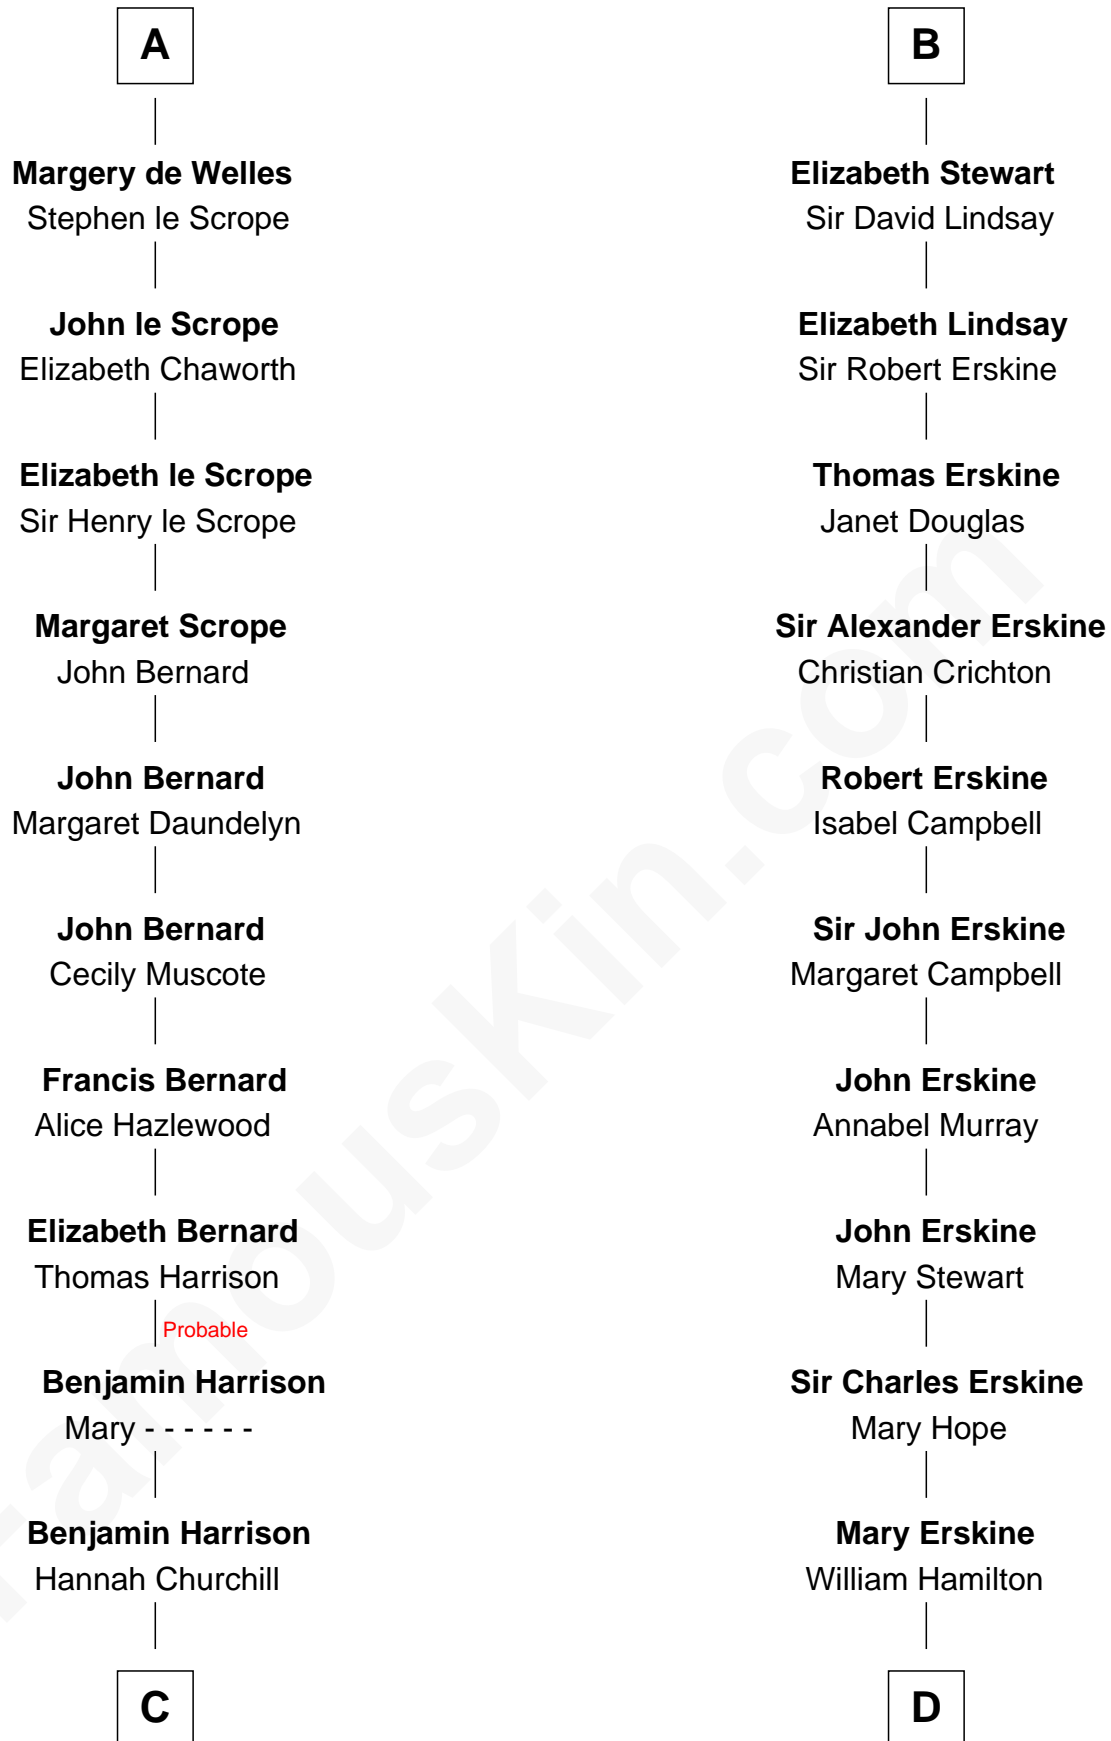 A
Margery de Welles
Stephen le Scrope
John le Scrope
Elizabeth Chaworth
Elizabeth le Scrope
Sir Henry le Scrope
Margaret Scrope
John Bernard
John Bernard
Margaret Daundelyn
John Bernard
Cecily Muscote
Francis Bernard
Alice Hazlewood
Elizabeth Bernard
Thomas Harrison
Probable
Benjamin Harrison
Mary - - - - - -
Benjamin Harrison
Hannah Churchill
C
B
Elizabeth Stewart
Sir David Lindsay
Elizabeth Lindsay
Sir Robert Erskine
Thomas Erskine
Janet Douglas
Sir Alexander Erskine
Christian Crichton
Robert Erskine
Isabel Campbell
Sir John Erskine
Margaret Campbell
John Erskine
Annabel Murray
John Erskine
Mary Stewart
Sir Charles Erskine
Mary Hope
Mary Erskine
William Hamilton
D
FamousKin.com